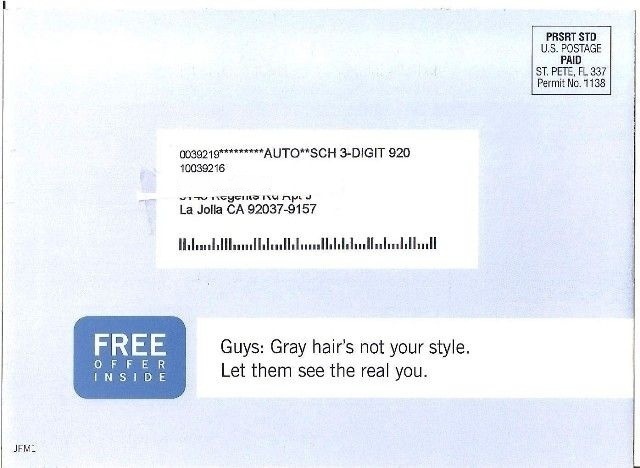 PRSRT STD
U.S. POSTAGE
PAID
ST. PETE, FL 337
Permit No. 1138
0039219*********AUTO**SCH 3-DIGIT 920
10039216
Regents Rd Apt J
La Jolla CA 92037-9157
FREE
OFFER
INSIDE
Guys: Gray hair's not your style.
Let them see the real you.
JFM1